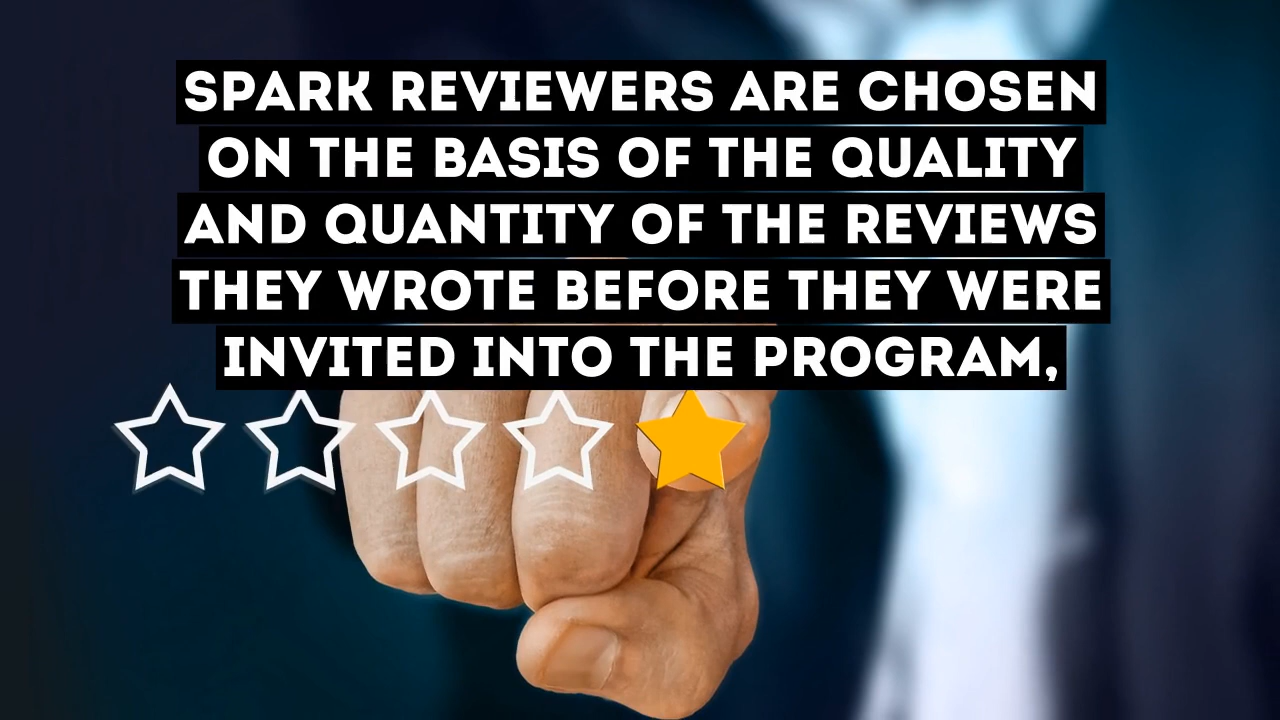 SPARK REVIEWERS ARE CHOSEN
ON THE BASIS OF THE QUALITY
AND QUANTITY OF THE REVIEWS
THEY WROTE BEFORE THEY WERE
INVITED INTO THE PROGRAM,